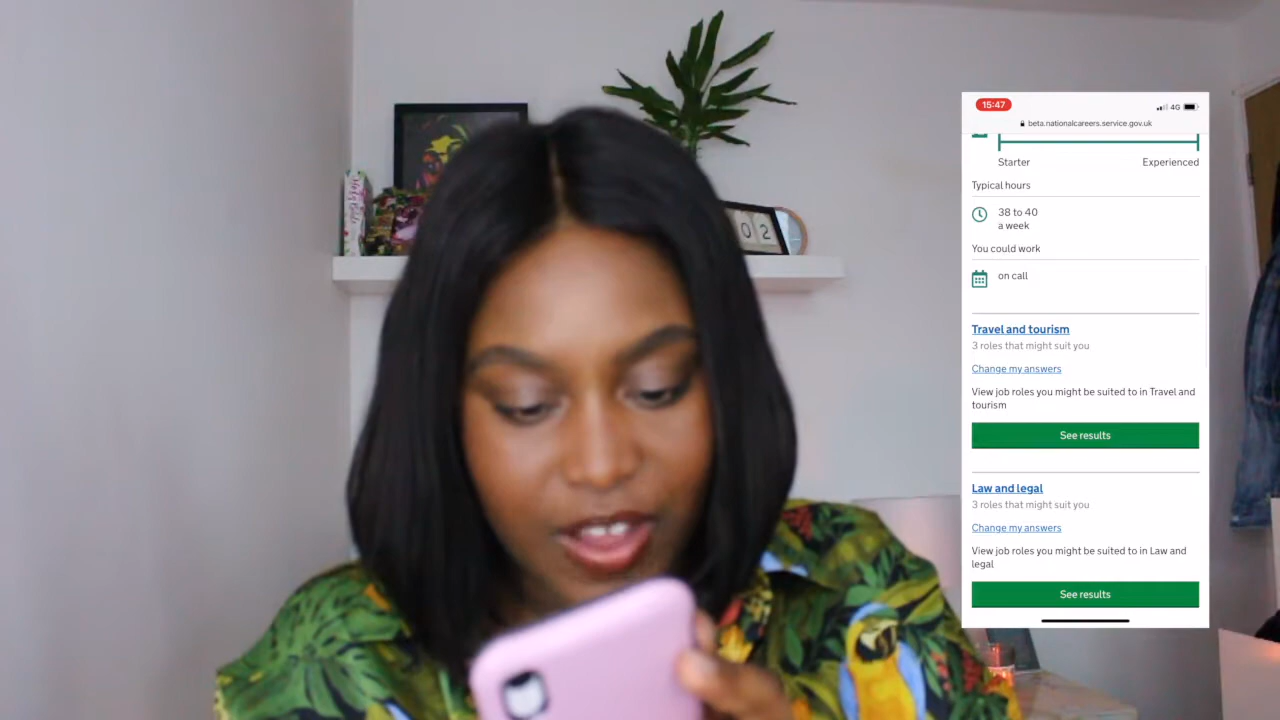 15:47
4G
beta.nationalcareers.service.gov.uk
Starter Experienced
Typical hours
38 to 40
a week
You could work
on call
Travel and tourism
3 roles that might suit you
Change my answers
View job roles you might be suited to in Travel and
tourism
See results
Law and legal
3 roles that might suit you
Change my answers
View job roles you might be suited to in Law and
legal
See results
02